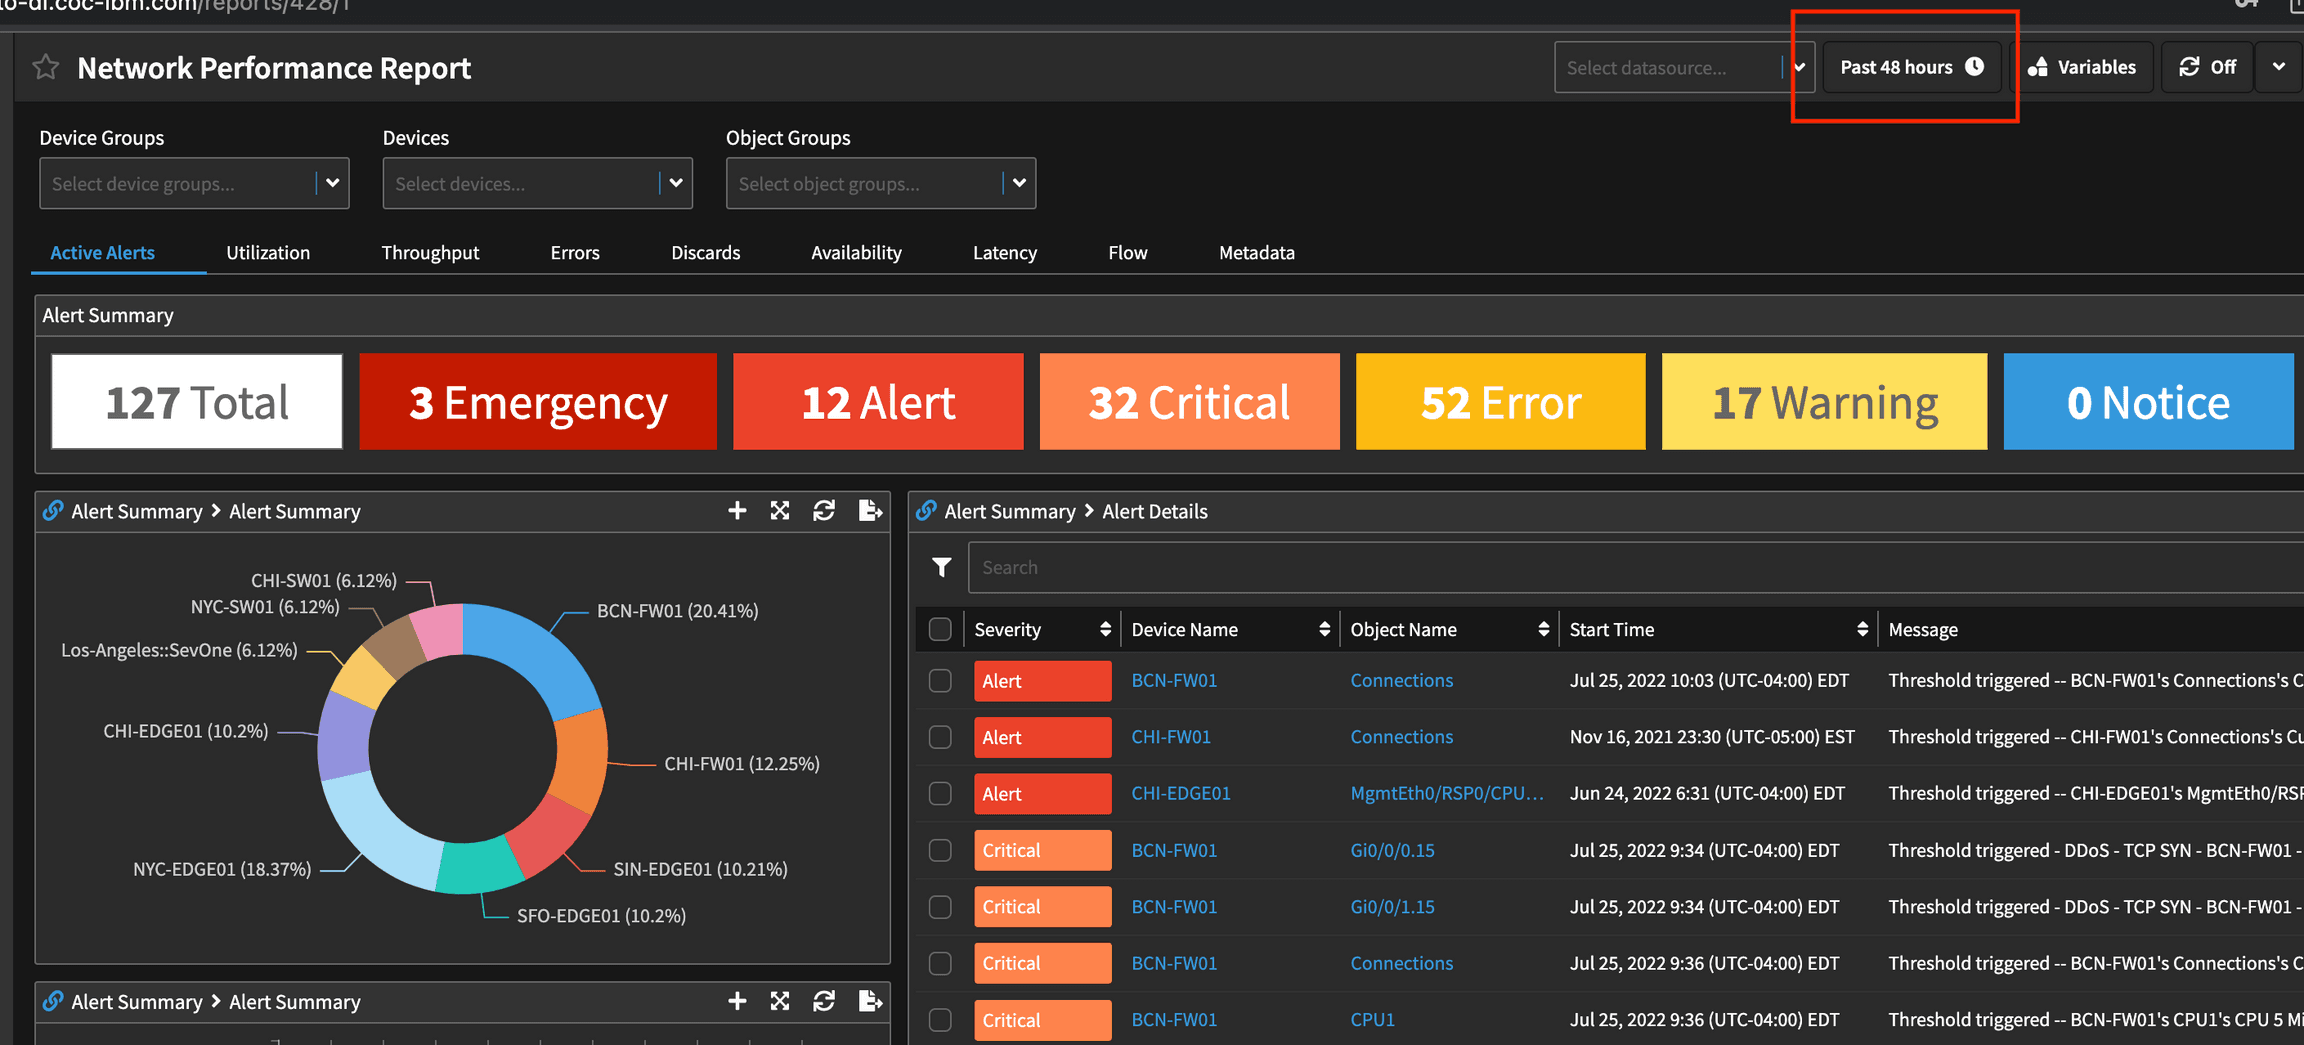 lo-di.coc-ibm.com/reports/428/1
Network Performance Report
Select datasource...
Past 48 hours
Variables
Off
Device Groups
Devices
Object Groups
Select device groups...
Select devices...
Select object groups...
Active Alerts
Utilization
Throughput
Errors
Discards
Availability
Latency
Flow
Metadata
Alert Summary
127 Total
3 Emergency
12 Alert
32 Critical
52 Error
17 Warning
0 Notice
Alert Summary > Alert Summary
CHI-SW01 (6.12%)
NYC-SW01 (6.12%)
BCN-FW01 (20.41%)
Los-Angeles::SevOne (6.12%)
CHI-EDGE01 (10.2%)
CHI-FW01 (12.25%)
NYC-EDGE01 (18.37%)
SIN-EDGE01 (10.21%)
SFO-EDGE01 (10.2%)
Alert Summary > Alert Summary
Alert Summary > Alert Details
Search
Severity Device Name Object Name Start Time Message
Alert BCN-FW01 Connections Jul 25, 2022 10:03 (UTC-04:00) EDT Threshold triggered -- BCN-FW01's Connections's C
Alert CHI-FW01 Connections Nov 16, 2021 23:30 (UTC-05:00) EST Threshold triggered -- CHI-FW01's Connections's Cu
Alert CHI-EDGE01 MgmtEth0/RSP0/CPU... Jun 24, 2022 6:31 (UTC-04:00) EDT Threshold triggered -- CHI-EDGE01's MgmtEth0/RSP
Critical BCN-FW01 Gi0/0/0.15 Jul 25, 2022 9:34 (UTC-04:00) EDT Threshold triggered - DDoS - TCP SYN - BCN-FW01 -
Critical BCN-FW01 Gi0/0/1.15 Jul 25, 2022 9:34 (UTC-04:00) EDT Threshold triggered - DDoS - TCP SYN - BCN-FW01 -
Critical BCN-FW01 Connections Jul 25, 2022 9:36 (UTC-04:00) EDT Threshold triggered -- BCN-FW01's Connections's C
Critical BCN-FW01 CPU1 Jul 25, 2022 9:36 (UTC-04:00) EDT Threshold triggered -- BCN-FW01's CPU1's CPU 5 Mi